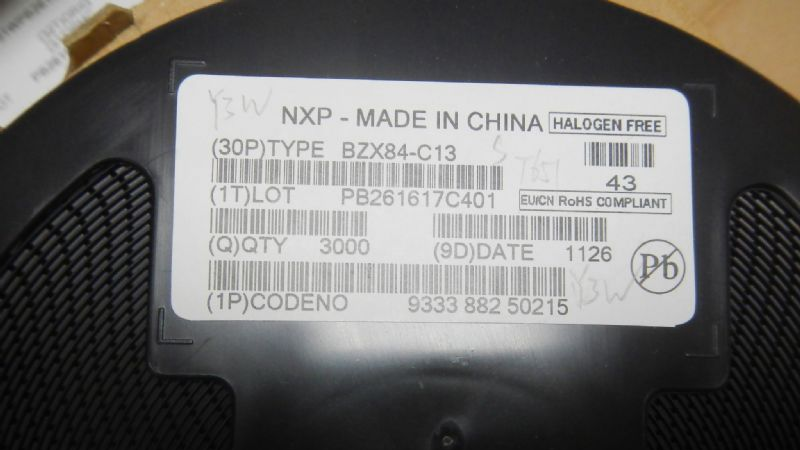 Y3W
NXP - MADE IN CHINA HALOGEN FREE
(30P)TYPE BZX84-C13
43
(1T)LOT PB261617C401 EU/CN RoHS COMPLIANT
(Q)QTY 3000 (9D)DATE 1126
Pb
Y3W
(1P)CODENO 9333 882 50215